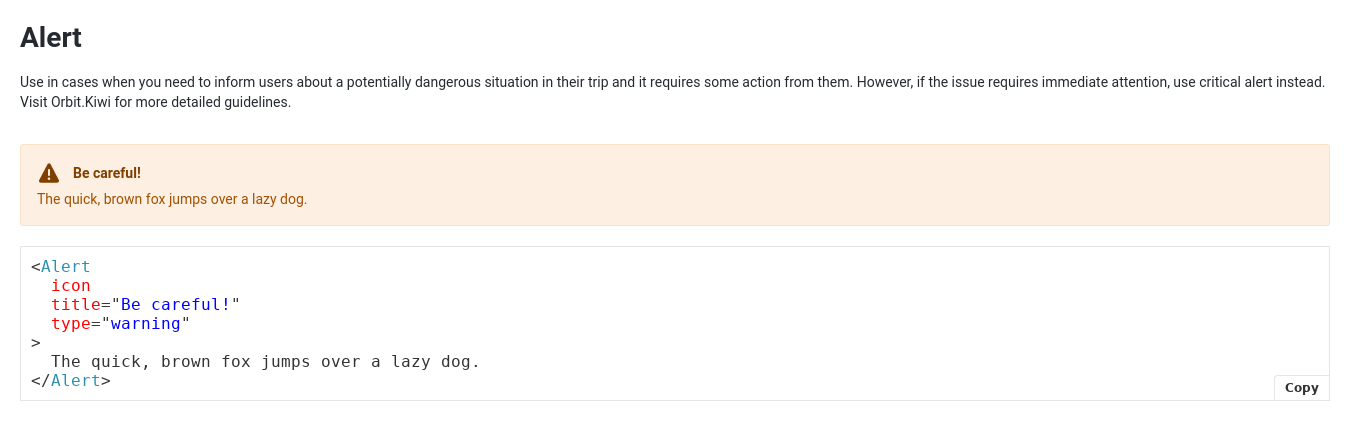 Alert
Use in cases when you need to inform users about a potentially dangerous situation in their trip and it requires some action from them. However, if the issue requires immediate attention, use critical alert instead.
Visit Orbit.Kiwi for more detailed guidelines.
Be careful!
The quick, brown fox jumps over a lazy dog.
<Alert
  icon
  title="Be careful!"
  type="warning"
>
  The quick, brown fox jumps over a lazy dog.
</Alert>
Copy